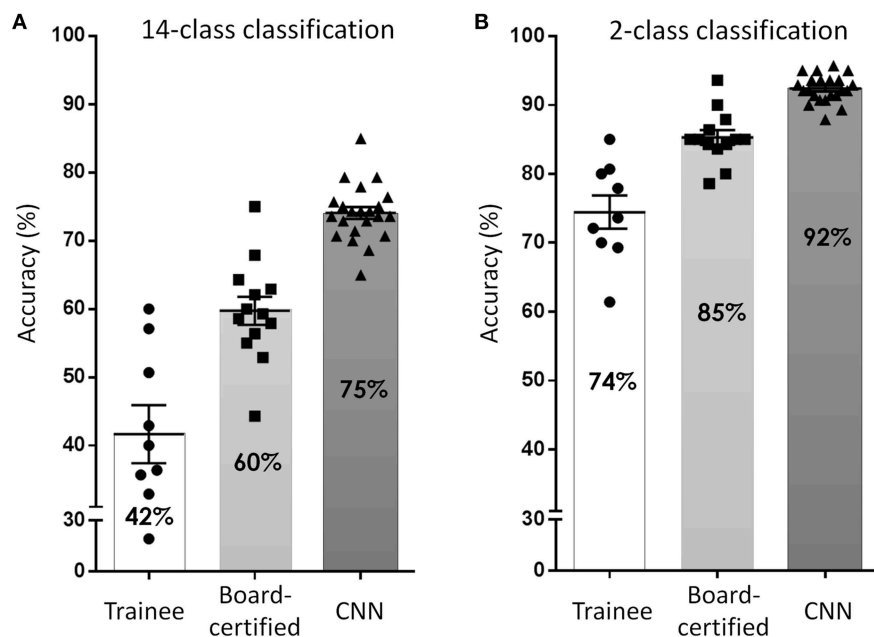 A
14-class classification
Accuracy (%)
100
90
80
70
60
50
40
30
0
42%
60%
75%
Trainee
Board-
certified
CNN
B
2-class classification
Accuracy (%)
100
90
80
70
60
50
40
30
0
74%
85%
92%
Trainee
Board-
certified
CNN